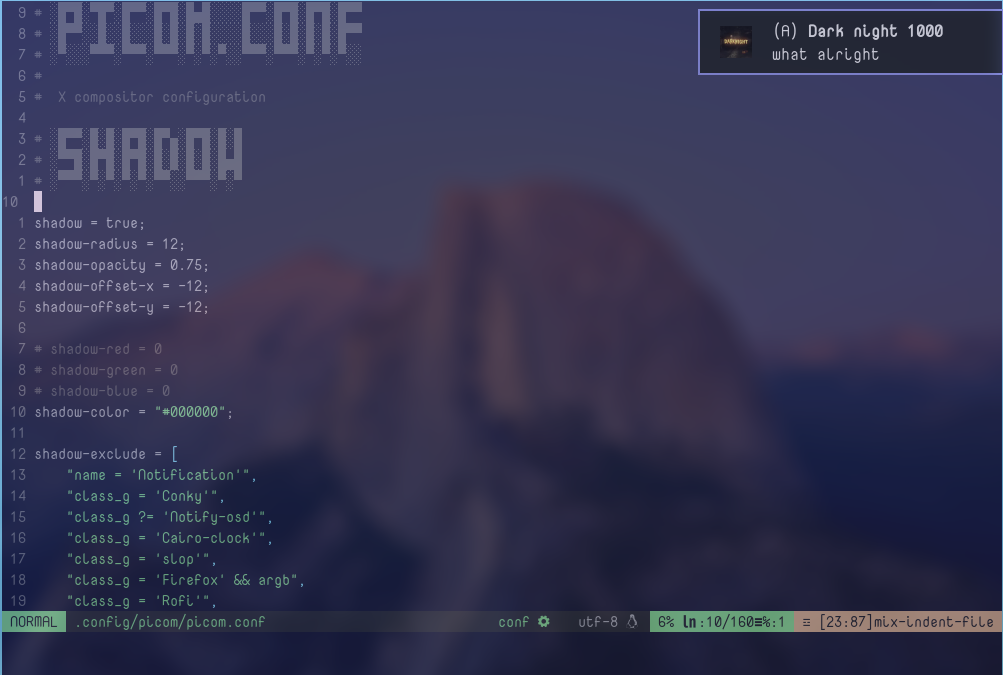 9 # PICOM.CONF
8 #
7 #
6 #
5 #  X compositor configuration
4
3 # SHADOW
2 #
1 #
10
1 shadow = true;
2 shadow-radius = 12;
3 shadow-opacity = 0.75;
4 shadow-offset-x = -12;
5 shadow-offset-y = -12;
6
7 # shadow-red = 0
8 # shadow-green = 0
9 # shadow-blue = 0
10 shadow-color = "#000000";
11
12 shadow-exclude = [
13     "name = 'Notification'",
14     "class_g = 'Conky'",
15     "class_g ?= 'Notify-osd'",
16     "class_g = 'Cairo-clock'",
17     "class_g = 'slop'",
18     "class_g = 'Firefox' && argb",
19     "class_g = 'Rofi'",
NORMAL .config/picom/picom.conf conf utf-8 6% ln:10/160≡%:1 ☲ [23:87]mix-indent-file
(A) Dark night 1000
what alright